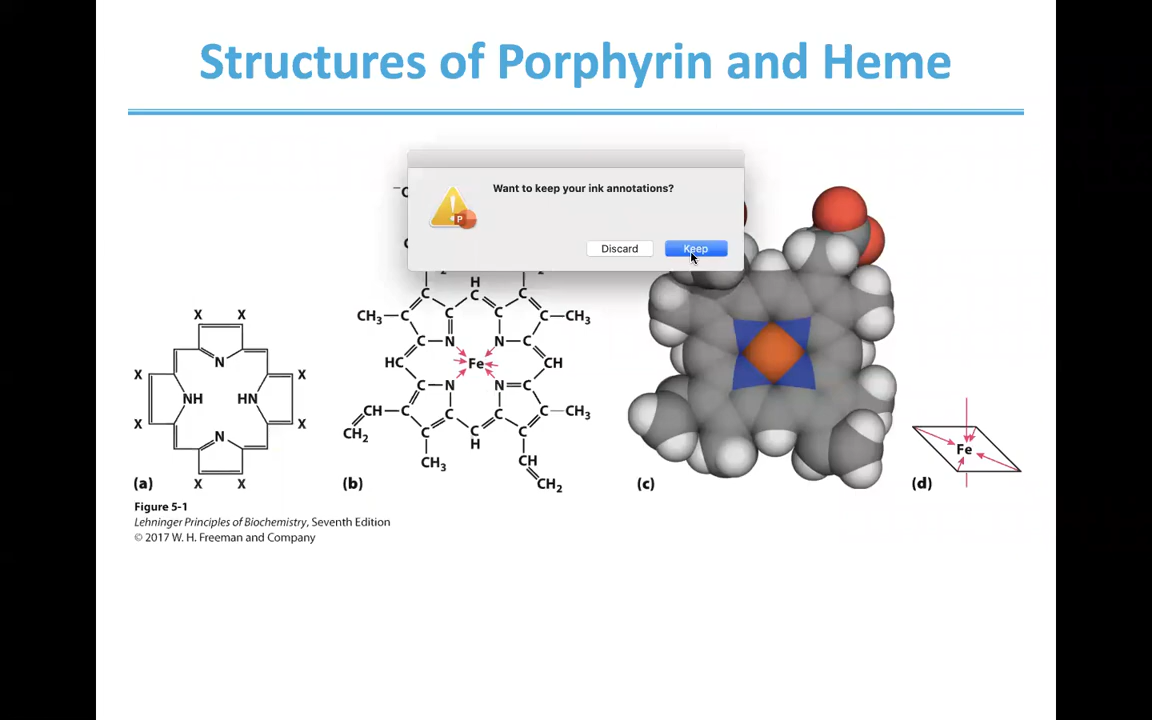 Structures of Porphyrin and Heme
Want to keep your ink annotations?
P
Discard Keep
⁻C
C
2 2
H
C C C
CH₃—C C C C—CH₃
C—N N—C
HC Fe CH
C—N N=C
CH—C C C C—CH₃
CH₂ C C C
H
CH₃ CH
CH₂
X X
N
X X
NH HN
X X
N
X X
Fe
(a) (b) (c) (d)
Figure 5-1
Lehninger Principles of Biochemistry, Seventh Edition
© 2017 W. H. Freeman and Company